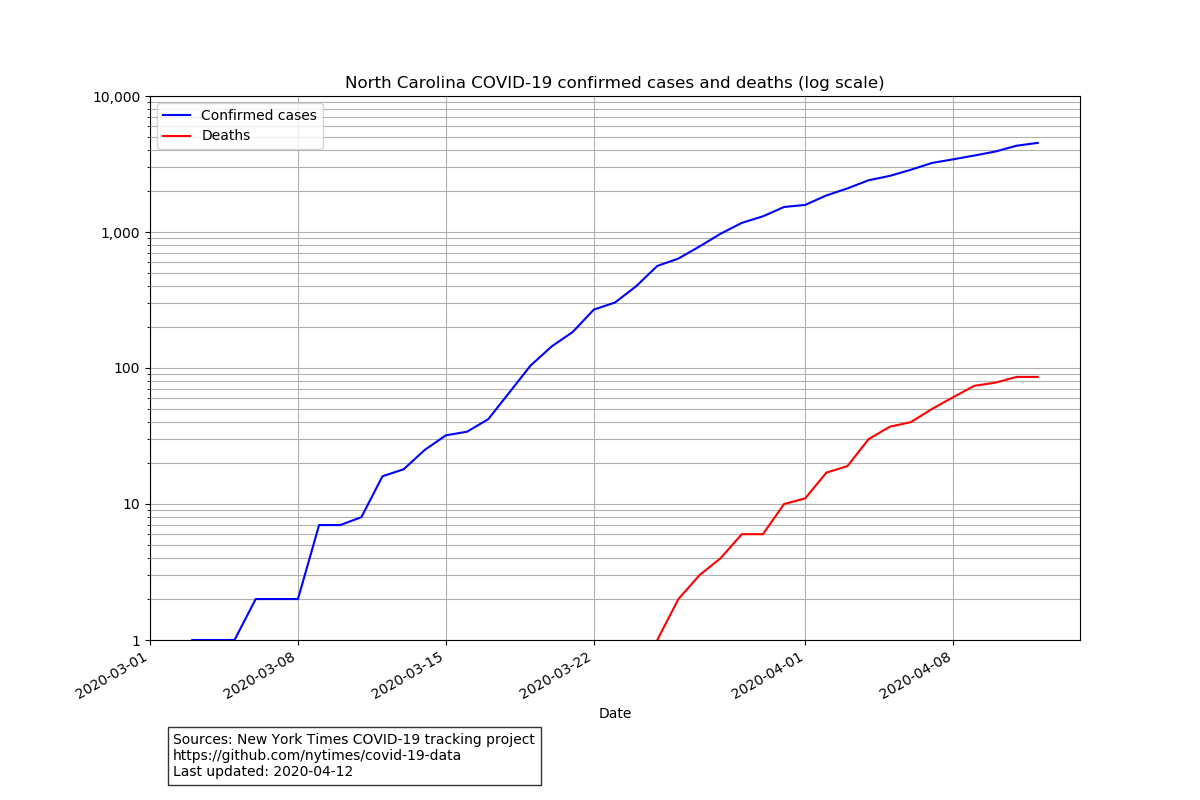 North Carolina COVID-19 confirmed cases and deaths (log scale)
10,000
1,000
100
10
1
Confirmed cases
Deaths
2020-03-01
2020-03-08
2020-03-15
2020-03-22
2020-04-01
2020-04-08
Date
Sources: New York Times COVID-19 tracking project
https://github.com/nytimes/covid-19-data
Last updated: 2020-04-12